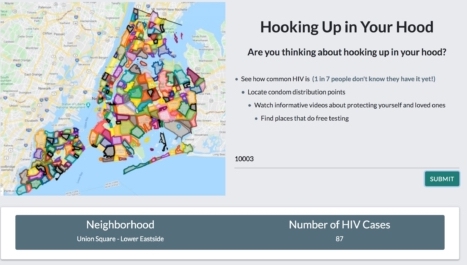 Hooking Up in Your Hood
Are you thinking about hooking up in your hood?
See how common HIV is (1 in 7 people don't know they have it yet!)
Locate condom distribution points
Watch informative videos about protecting yourself and loved ones
Find places that do free testing
10003
SUBMIT
Neighborhood
Number of HIV Cases
Union Square - Lower Eastside
87